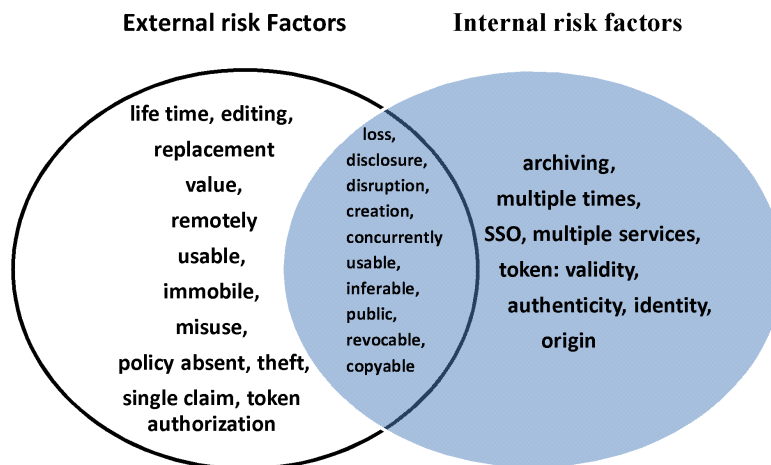 External risk Factors
Internal risk factors
life time, editing,
replacement
value,
remotely
usable,
immobile,
misuse,
policy absent, theft,
single claim, token
authorization
loss,
disclosure,
disruption,
creation,
concurrently
usable,
inferable,
public,
revocable,
copyable
archiving,
multiple times,
SSO, multiple services,
token: validity,
authenticity, identity,
origin